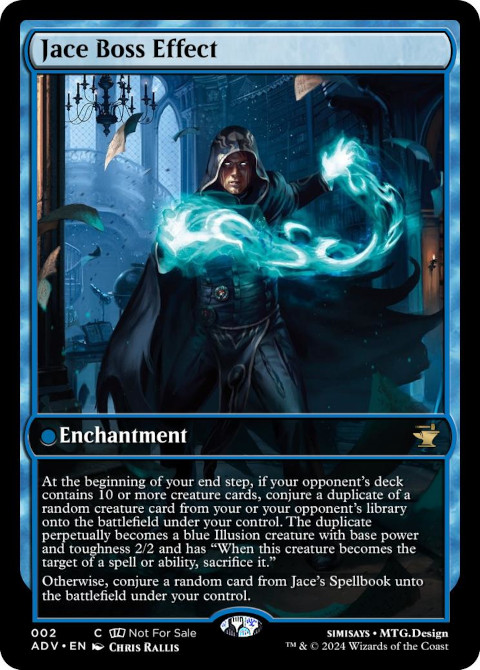 Jace Boss Effect
Enchantment
At the beginning of your end step, if your opponent's deck
contains 10 or more creature cards, conjure a duplicate of a
random creature card from your or your opponent's library
onto the battlefield under your control. The duplicate
perpetually becomes a blue Illusion creature with base power
and toughness 2/2 and has “When this creature becomes the
target of a spell or ability, sacrifice it.”
Otherwise, conjure a random card from Jace's Spellbook unto
the battlefield under your control.
002 C Not For Sale SIMISAYS • MTG.Design
ADV • EN Chris Rallis ™ & © 2024 Wizards of the Coast